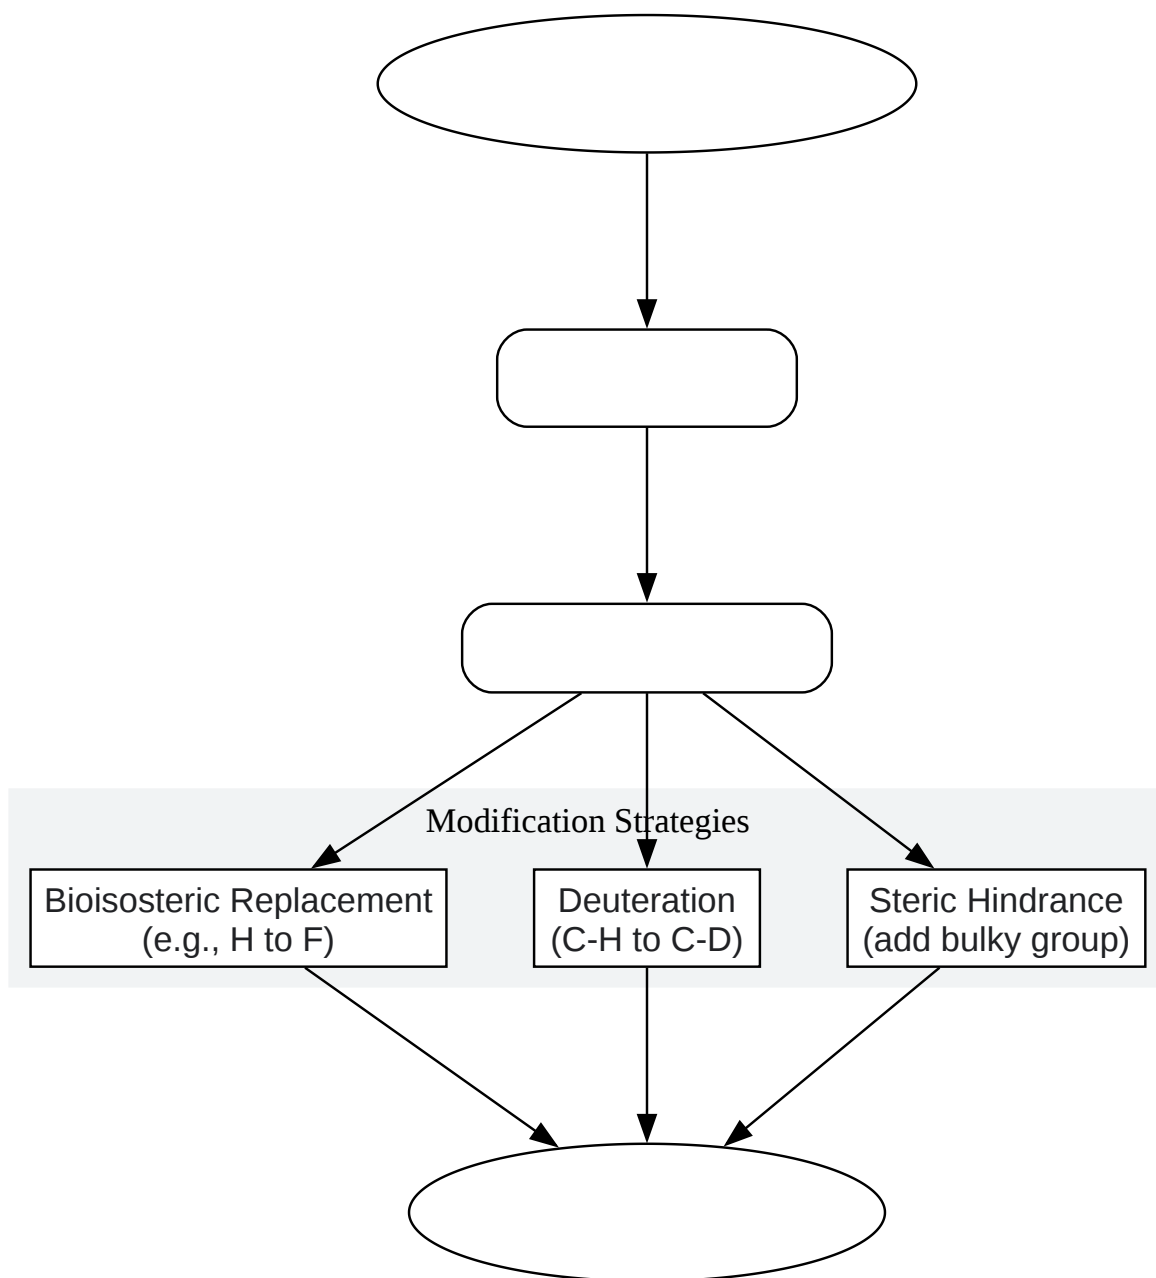 Modification Strategies
Bioisosteric Replacement
(e.g., H to F)
Deuteration
(C-H to C-D)
Steric Hindrance
(add bulky group)